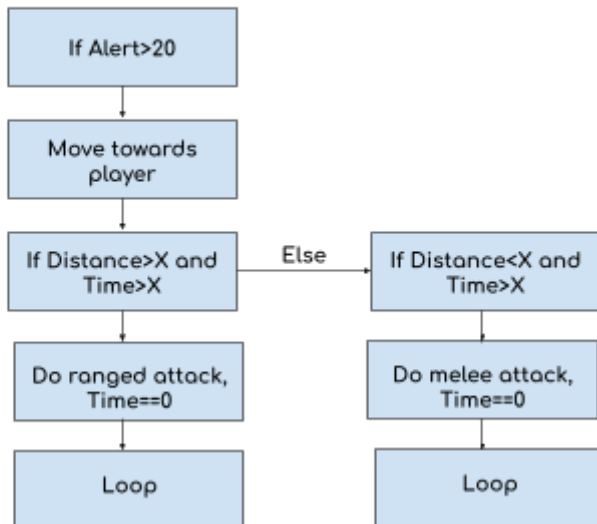 If Alert>20
Move towards
player
If Distance>X and
Time>X
Else
If Distance<X and
Time>X
Do ranged attack,
Time==0
Do melee attack,
Time==0
Loop
Loop